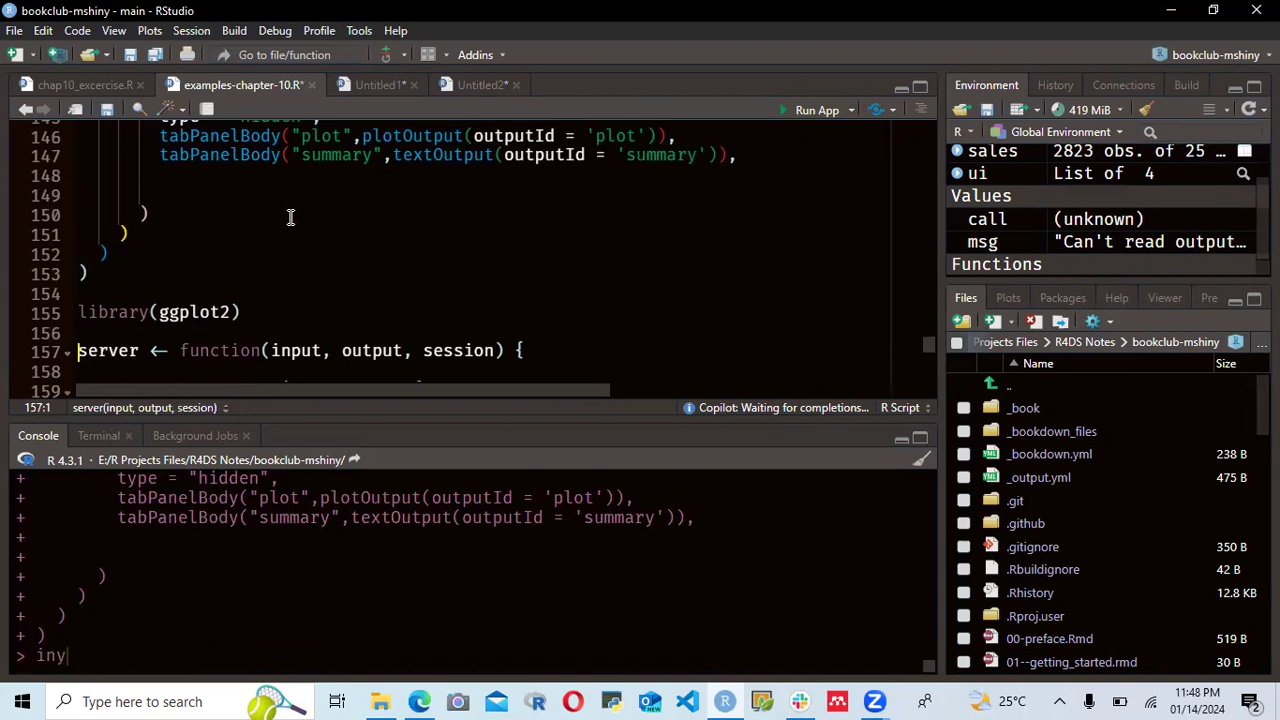 bookclub-mshiny - main - RStudio
File Edit Code View Plots Session Build Debug Profile Tools Help
Go to file/function Addins bookclub-mshiny
chap10_excercise.R examples-chapter-10.R* Untitled1* Untitled2*
Run App
146 tabPanelBody("plot",plotOutput(outputId = 'plot')),
147 tabPanelBody("summary",textOutput(outputId = 'summary')),
148
149
150 )
151 )
152 )
153 )
154
155 library(ggplot2)
156
157 server ← function(input, output, session) {
158
159
157:1 server(input, output, session) Copilot: Waiting for completions... R Script
Console Terminal Background Jobs
R 4.3.1 · E:/R Projects Files/R4DS Notes/bookclub-mshiny/
+ type = "hidden",
+ tabPanelBody("plot",plotOutput(outputId = 'plot')),
+ tabPanelBody("summary",textOutput(outputId = 'summary')),
+
+
+ )
+ )
+ )
+ )
> iny
Environment History Connections Build
419 MiB
R Global Environment
sales 2823 obs. of 25 …
ui List of 4
Values
call (unknown)
msg "Can't read output…
Functions
Files Plots Packages Help Viewer Pre
Projects Files R4DS Notes bookclub-mshiny ...
Name Size
..
_book
_bookdown_files
_bookdown.yml 238 B
_output.yml 475 B
.git
.github
.gitignore 350 B
.Rbuildignore 42 B
.Rhistory 12.8 KB
.Rproj.user
00-preface.Rmd 519 B
01--getting_started.rmd 30 B
Type here to search
25°C
11:48 PM
01/14/2024
2